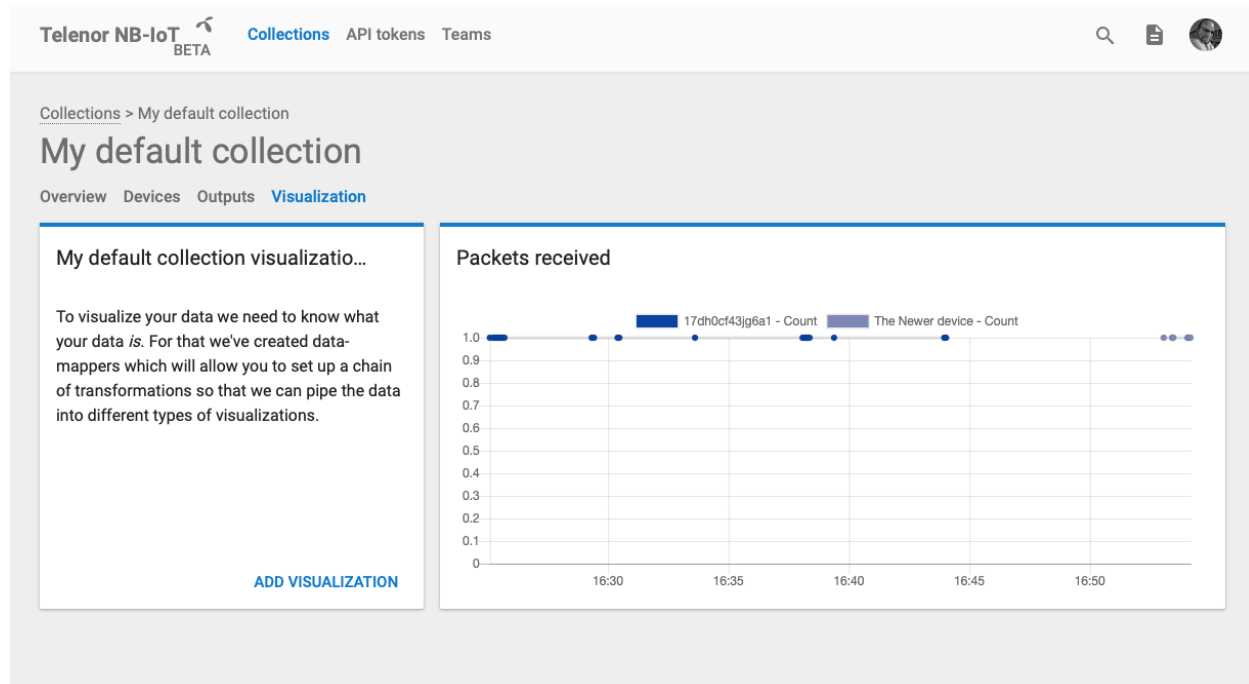 Telenor NB-IoT
BETA
Collections API tokens Teams
Collections > My default collection
My default collection
Overview Devices Outputs Visualization
My default collection visualizatio...
To visualize your data we need to know what
your data is. For that we've created data-
mappers which will allow you to set up a chain
of transformations so that we can pipe the data
into different types of visualizations.
ADD VISUALIZATION
Packets received
17dh0cf43jg6a1 - Count The Newer device - Count
1.0
0.9
0.8
0.7
0.6
0.5
0.4
0.3
0.2
0.1
0
16:30 16:35 16:40 16:45 16:50